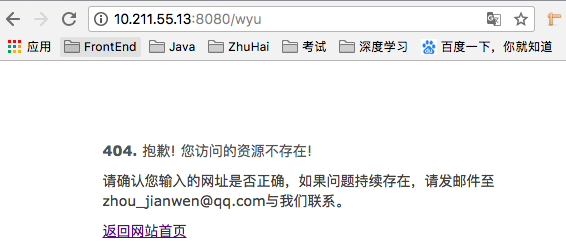 10.211.55.13:8080/wyu
应用 FrontEnd Java ZhuHai 考试 深度学习 百度一下，你就知道
404. 抱歉! 您访问的资源不存在!
请确认您输入的网址是否正确，如果问题持续存在，请发邮件至
zhou_jianwen@qq.com与我们联系。
返回网站首页